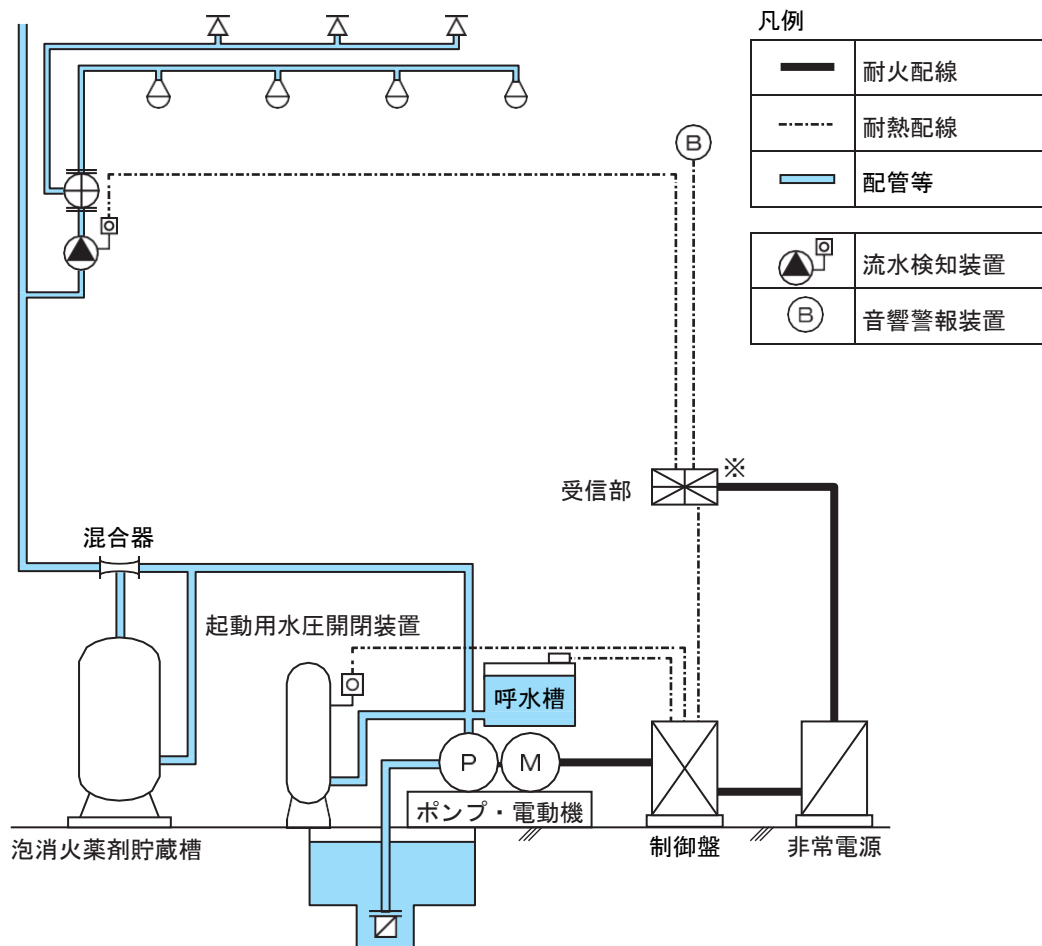 凡例
耐火配線
耐熱配線
配管等
流水検知装置
B
音響警報装置
B
※
受信部
混合器
起動用水圧開閉装置
呼水槽
P
M
ポンプ・電動機
泡消火薬剤貯蔵槽
制御盤
非常電源